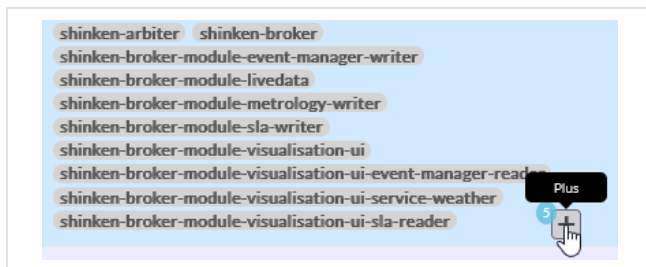 shinken-arbiter shinken-broker
shinken-broker-module-event-manager-writer
shinken-broker-module-livedata
shinken-broker-module-metrology-writer
shinken-broker-module-sla-writer
shinken-broker-module-visualisation-ui
shinken-broker-module-visualisation-ui-event-manager-reader
Plus
shinken-broker-module-visualisation-ui-service-weather
5
shinken-broker-module-visualisation-ui-sla-reader
+